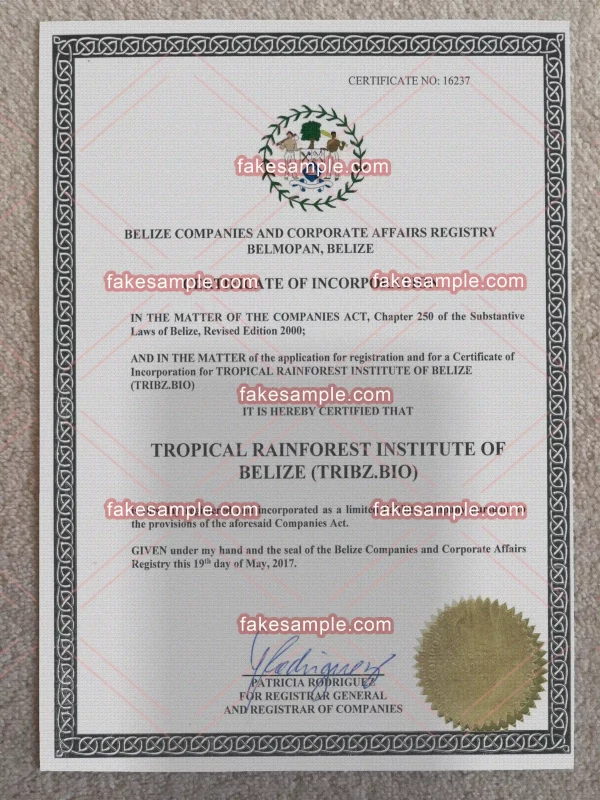 CERTIFICATE NO: 16237
fakesample.com
BELIZE COMPANIES AND CORPORATE AFFAIRS REGISTRY
BELMOPAN, BELIZE
fakesample.com OF fakesample.com
IN THE MATTER OF THE COMPANIES ACT, Chapter 250 of the Substantive
Laws of Belize, Revised Edition 2000;
AND IN THE MATTER of the application for registration and for a Certificate of
Incorporation for TROPICAL RAINFOREST INSTITUTE OF BELIZE
(TRIBZ.BIO)
fakesample.com
IT IS HEREBY CERTIFIED THAT
TROPICAL RAINFOREST INSTITUTE OF
BELIZE (TRIBZ.BIO)
fakesample.com incorporated as a limited fakesample.com
the provisions of the aforesaid Companies Act.
GIVEN under my hand and the seal of the Belize Companies and Corporate Affairs
Registry this 19th day of May, 2017.
fakesample.com
PATRICIA RODRIGUEZ
FOR REGISTRAR GENERAL
AND REGISTRAR OF COMPANIES